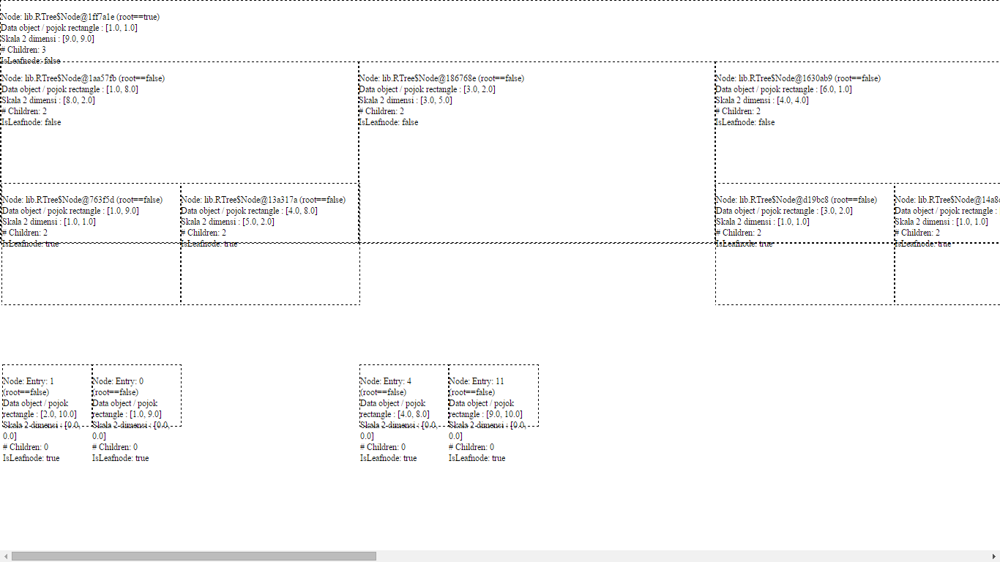 Node: lib.RTree$Node@1ff7a1e (root==true)
Data object / pojok rectangle : [1.0, 1.0]
Skala 2 dimensi : [9.0, 9.0]
# Children: 3
IsLeafnode: false
Node: lib.RTree$Node@1aa57fb (root==false)
Data object / pojok rectangle : [1.0, 8.0]
Skala 2 dimensi : [8.0, 2.0]
# Children: 2
IsLeafnode: false
Node: lib.RTree$Node@186768e (root==false)
Data object / pojok rectangle : [3.0, 2.0]
Skala 2 dimensi : [3.0, 5.0]
# Children: 2
IsLeafnode: false
Node: lib.RTree$Node@1630ab9 (root==false)
Data object / pojok rectangle : [6.0, 1.0]
Skala 2 dimensi : [4.0, 4.0]
# Children: 2
IsLeafnode: false
Node: lib.RTree$Node@763f5d (root==false)
Data object / pojok rectangle : [1.0, 9.0]
Skala 2 dimensi : [1.0, 1.0]
# Children: 2
IsLeafnode: true
Node: lib.RTree$Node@13a317a (root==false)
Data object / pojok rectangle : [4.0, 8.0]
Skala 2 dimensi : [5.0, 2.0]
# Children: 2
IsLeafnode: true
Node: lib.RTree$Node@d19bc8 (root==false)
Data object / pojok rectangle : [3.0, 2.0]
Skala 2 dimensi : [1.0, 1.0]
# Children: 2
IsLeafnode: true
Node: lib.RTree$Node@14a8
Data object / pojok rectangle :
Skala 2 dimensi : [1.0, 1.0]
# Children: 2
IsLeafnode: true
Node: Entry: 1
(root==false)
Data object / pojok
rectangle : [2.0, 10.0]
Skala 2 dimensi : [0.0,
0.0]
# Children: 0
IsLeafnode: true
Node: Entry: 0
(root==false)
Data object / pojok
rectangle : [1.0, 9.0]
Skala 2 dimensi : [0.0,
0.0]
# Children: 0
IsLeafnode: true
Node: Entry: 4
(root==false)
Data object / pojok
rectangle : [4.0, 8.0]
Skala 2 dimensi : [0.0,
0.0]
# Children: 0
IsLeafnode: true
Node: Entry: 11
(root==false)
Data object / pojok
rectangle : [9.0, 10.0]
Skala 2 dimensi : [0.0,
0.0]
# Children: 0
IsLeafnode: true